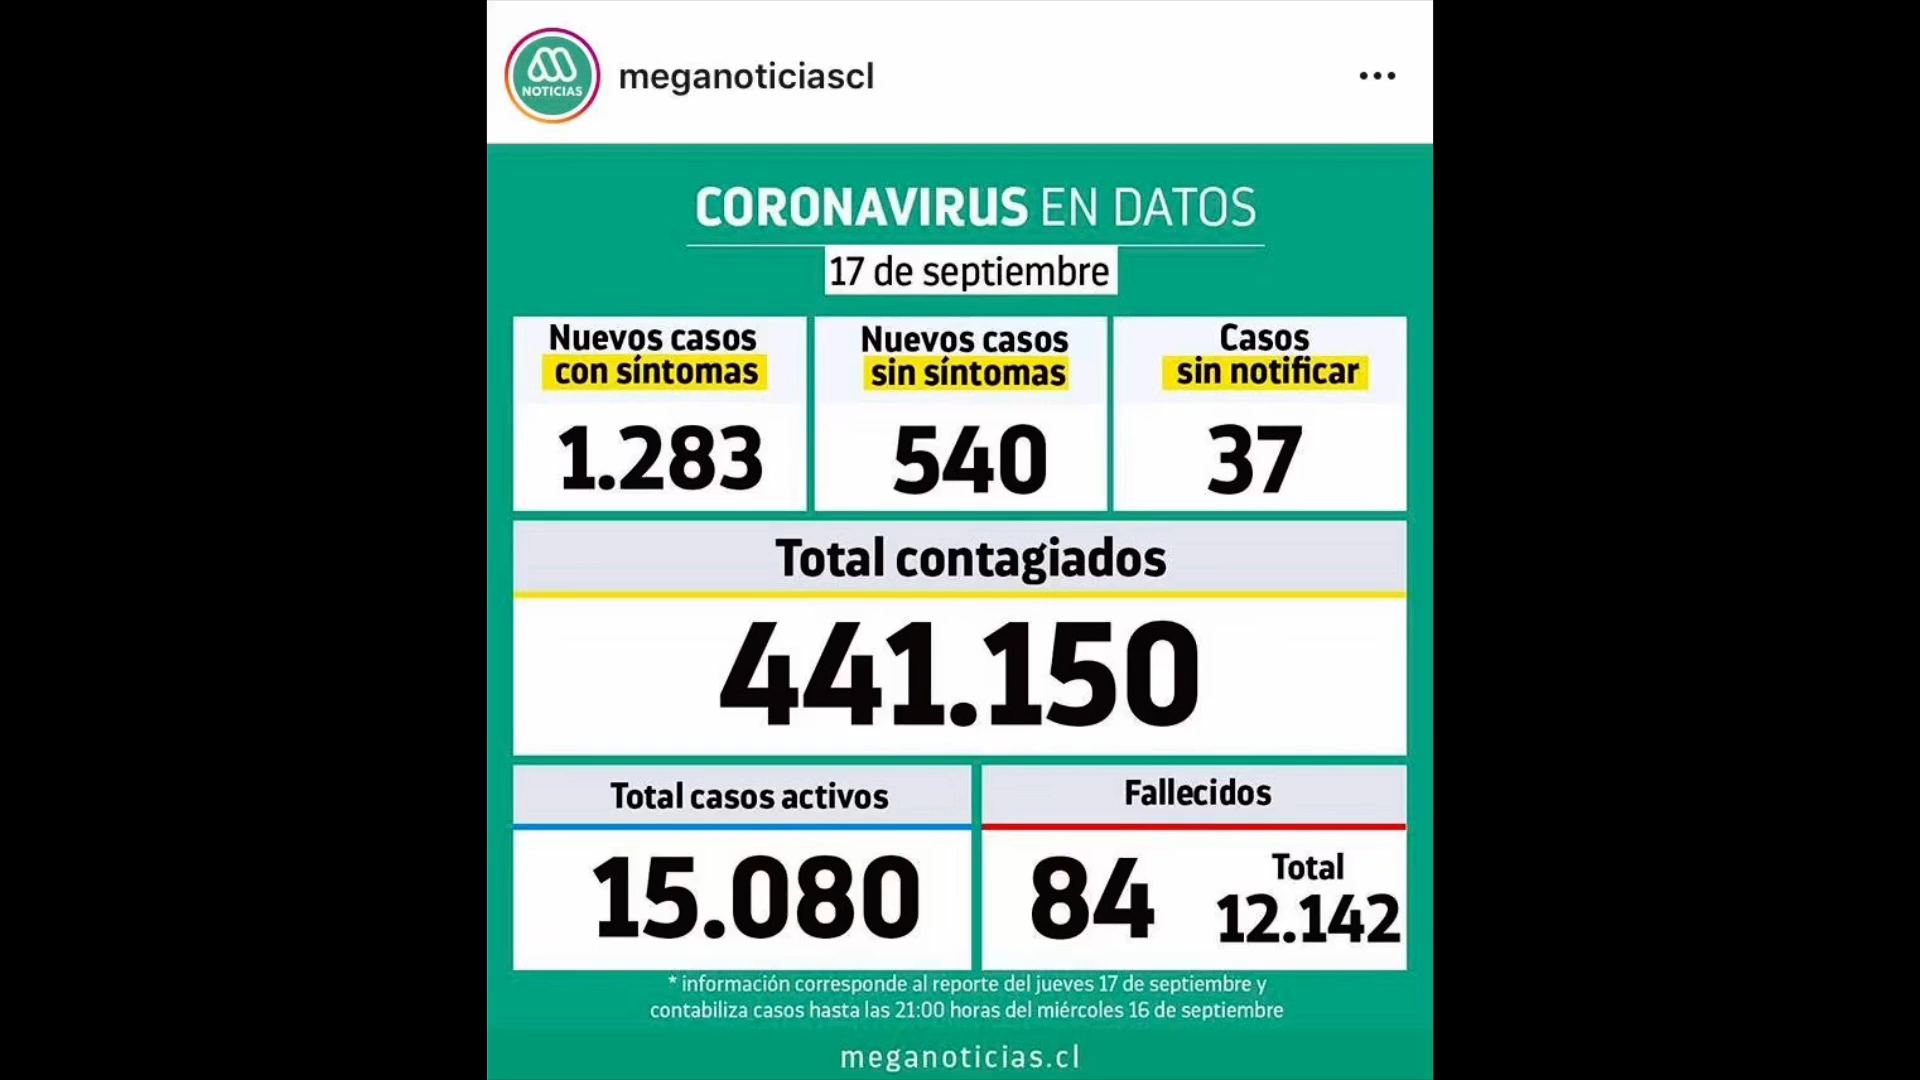 NOTICIAS
meganoticiascl
CORONAVIRUS EN DATOS
17 de septiembre
Nuevos casos
con síntomas
1.283
Nuevos casos
sin síntomas
540
Casos
sin notificar
37
Total contagiados
441.150
Total casos activos
15.080
Fallecidos
84
Total
12.142
* información corresponde al reporte del jueves 17 de septiembre y
contabiliza casos hasta las 21:00 horas del miércoles 16 de septiembre
meganoticias.cl